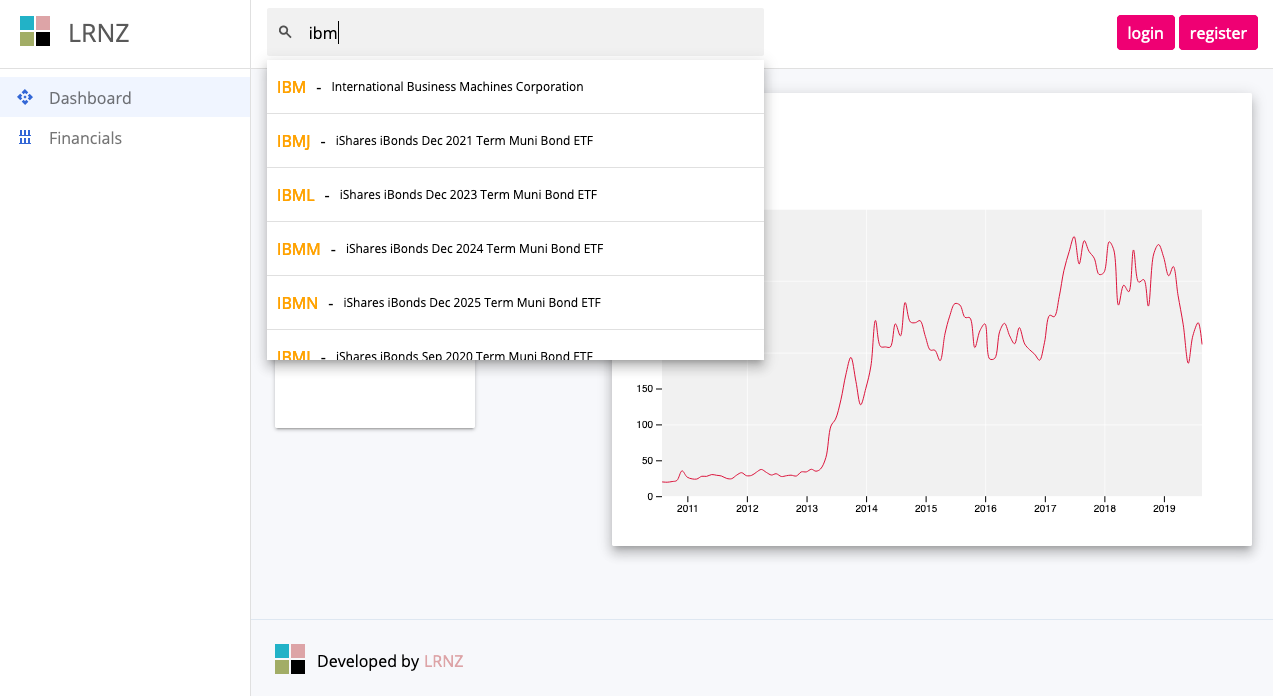 LRNZ
ibm
login register
Dashboard
Financials
IBM - International Business Machines Corporation
IBMJ - iShares iBonds Dec 2021 Term Muni Bond ETF
IBML - iShares iBonds Dec 2023 Term Muni Bond ETF
IBMM - iShares iBonds Dec 2024 Term Muni Bond ETF
IBMN - iShares iBonds Dec 2025 Term Muni Bond ETF
- iShares iBonds Sep 2020 Term Muni Bond ETF
150
100
50
0
2011 2012 2013 2014 2015 2016 2017 2018 2019
Developed by LRNZ